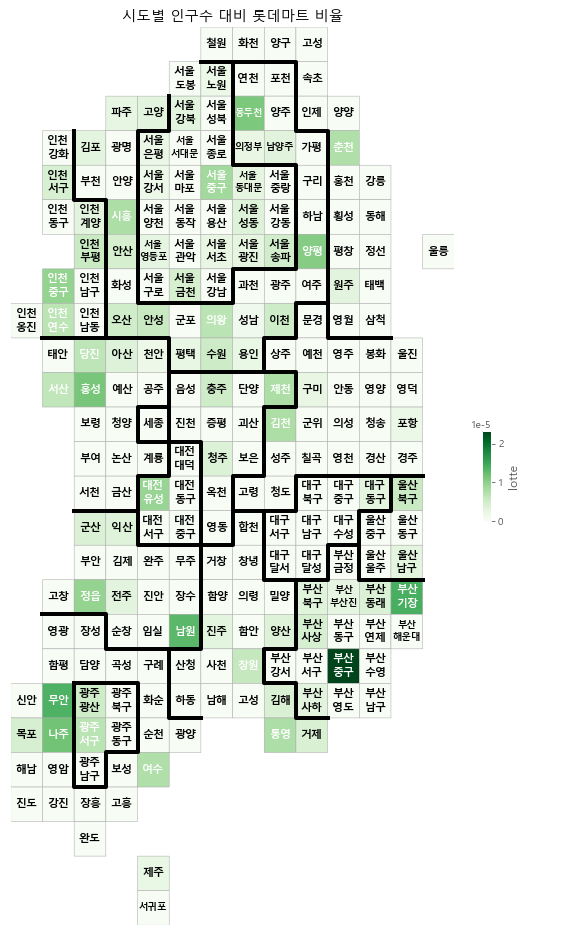 시도별 인구수 대비 롯데마트 비율
철원 화천 양구 고성
서울 도봉 서울 노원 연천 포천 속초
파주 고양 서울 강북 서울 성북 동두천 양주 인제 양양
인천 강화 김포 광명 서울 은평 서울 서대문 서울 종로 의정부 남양주 가평 춘천
인천 서구 부천 안양 서울 강서 서울 마포 서울 중구 서울 동대문 서울 중랑 구리 홍천 강릉
인천 동구 인천 계양 시흥 서울 양천 서울 동작 서울 용산 서울 성동 서울 강동 하남 횡성 동해
인천 부평 안산 서울 영등포 서울 관악 서울 서초 서울 광진 서울 송파 양평 평창 정선 울릉
인천 중구 인천 남구 화성 서울 구로 서울 금천 서울 강남 과천 광주 여주 원주 태백
인천 옹진 인천 연수 인천 남동 오산 안성 군포 의왕 성남 이천 문경 영월 삼척
태안 당진 아산 천안 평택 수원 용인 상주 예천 영주 봉화 울진
서산 홍성 예산 공주 음성 충주 단양 제천 구미 안동 영양 영덕
보령 청양 세종 진천 증평 괴산 김천 군위 의성 청송 포항
부여 논산 계룡 대전 대덕 청주 보은 성주 칠곡 영천 경산 경주
서천 금산 대전 유성 대전 동구 옥천 고령 청도 대구 북구 대구 중구 대구 동구 울산 북구
군산 익산 대전 서구 대전 중구 영동 합천 대구 서구 대구 남구 대구 수성 울산 중구 울산 동구
부안 김제 완주 무주 거창 창녕 대구 달서 대구 달성 부산 금정 울산 울주 울산 남구
고창 정읍 전주 진안 장수 함양 의령 밀양 부산 북구 부산 부산진 부산 동래 부산 기장
영광 장성 순창 임실 남원 진주 함안 양산 부산 사상 부산 동구 부산 연제 부산 해운대
함평 담양 곡성 구례 산청 사천 창원 부산 강서 부산 서구 부산 중구 부산 수영
신안 무안 광주 광산 광주 북구 화순 하동 남해 고성 김해 부산 사하 부산 영도 부산 남구
목포 나주 광주 서구 광주 동구 순천 광양 통영 거제
해남 영암 광주 남구 보성 여수
진도 강진 장흥 고흥
완도
제주
서귀포
1e-5
2
1
0
lotte